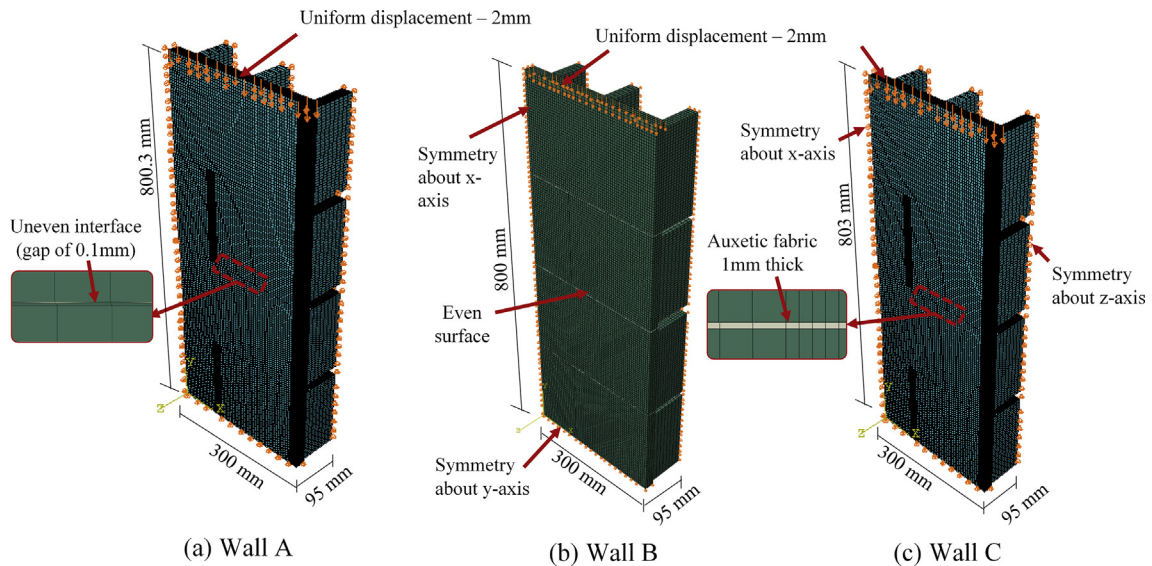 Uniform displacement – 2mm
800.3 mm
Uneven interface
(gap of 0.1mm)
y
z
x
300 mm
95 mm
(a) Wall A
Uniform displacement – 2mm
Symmetry
about x-
axis
800 mm
Even
surface
z
Symmetry
about y-axis
300 mm
95 mm
(b) Wall B
Symmetry
about x-axis
803 mm
Auxetic fabric
1mm thick
Symmetry
about z-axis
y
z
x
300 mm
95 mm
(c) Wall C